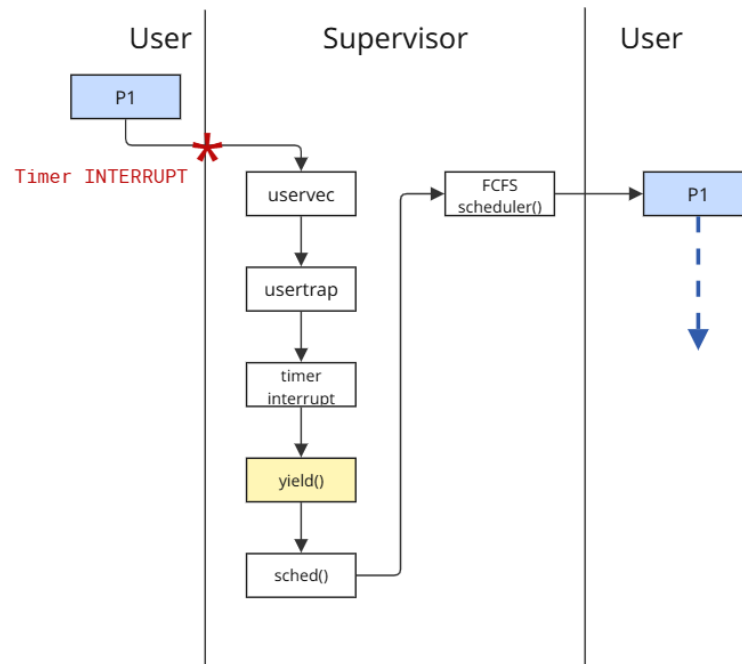 User
Supervisor
User
P1
Timer INTERRUPT
uservec
usertrap
timer
interrupt
yield()
sched()
FCFS
scheduler()
P1